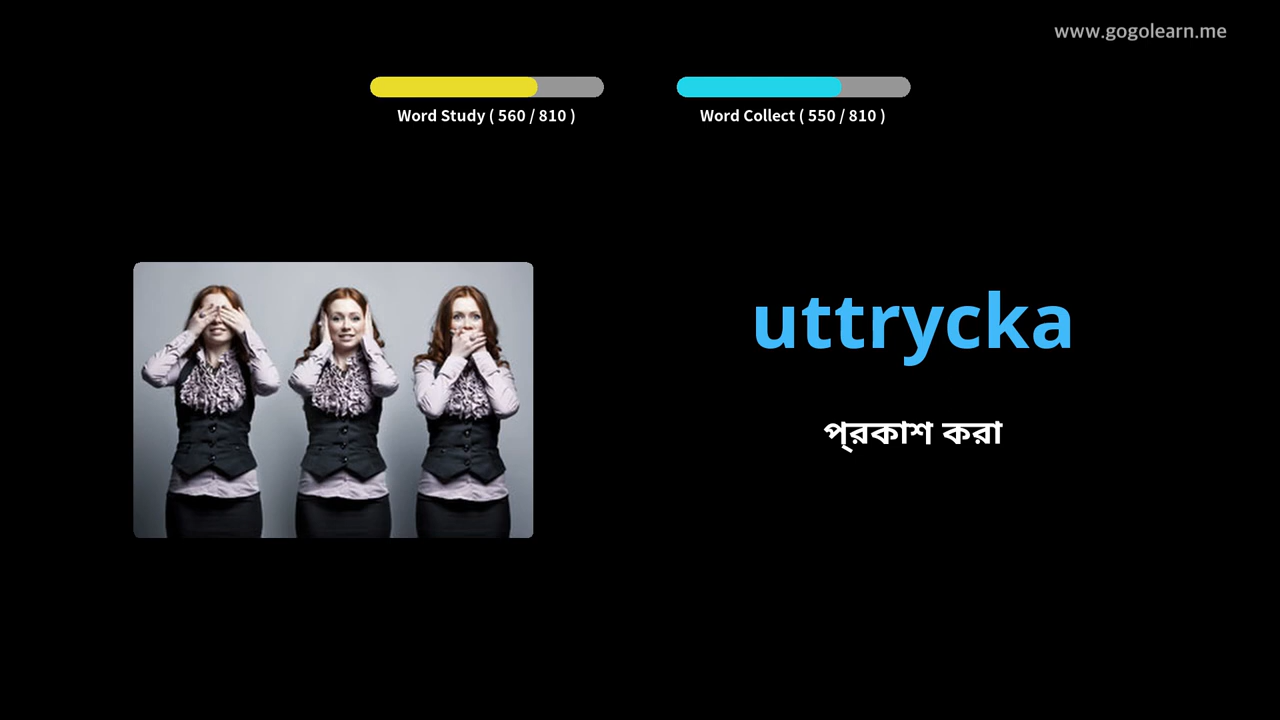 www.gogolearn.me
Word Study ( 560 / 810 )
Word Collect ( 550 / 810 )
uttrycka
প্রকাশ করা